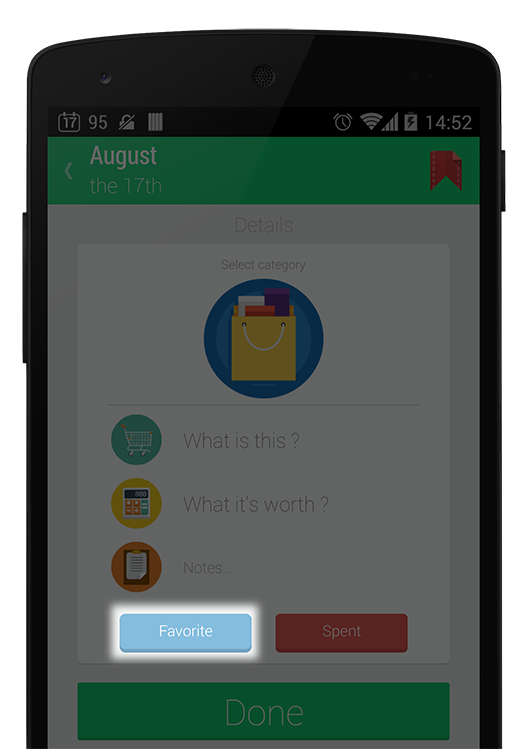 17 95 14:52
August
the 17th
Details
Select category
What is this ?
What it's worth ?
Notes...
Favorite Spent
Done